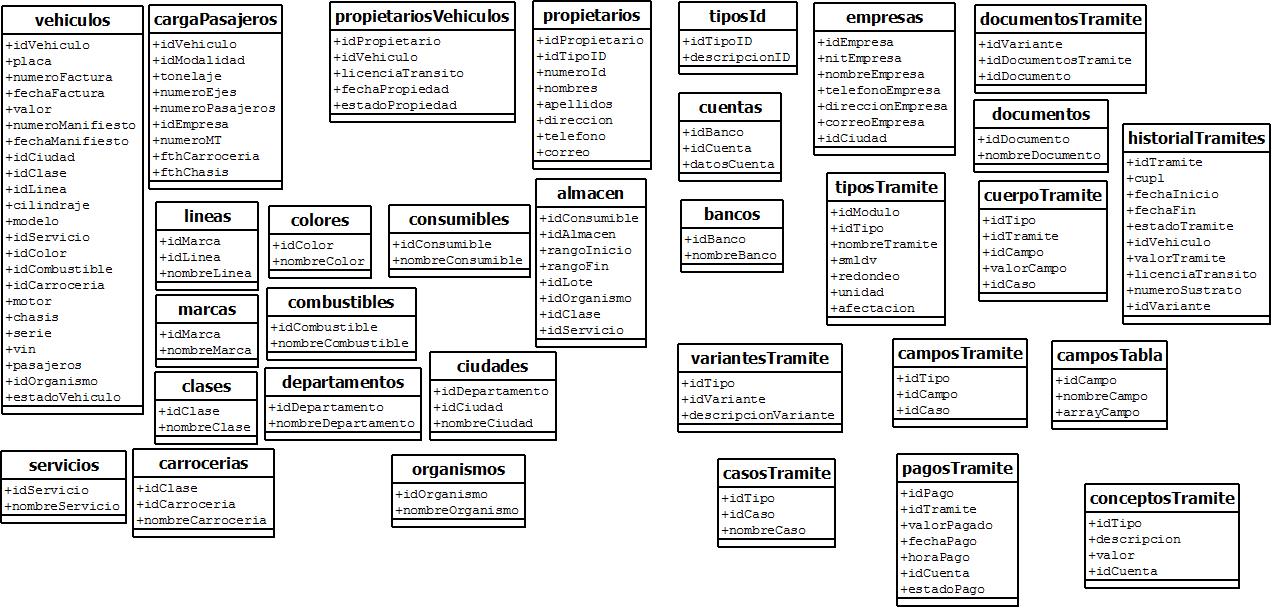 vehiculos
+idVehiculo
+placa
+numeroFactura
+fechaFactura
+valor
+numeroManifiesto
+fechaManifiesto
+idCiudad
+idClase
+idLinea
+cilindraje
+modelo
+idServicio
+idColor
+idCombustible
+idCarroceria
+motor
+chasis
+serie
+vin
+pasajeros
+idOrganismo
+estadoVehiculo
cargaPasajeros
+idVehiculo
+idModalidad
+tonelaje
+numeroEjes
+numeroPasajeros
+idEmpresa
+numeroMT
+fthCarroceria
+fthChasis
propietariosVehiculos
+idPropietario
+idVehiculo
+licenciaTransito
+fechaPropiedad
+estadoPropiedad
propietarios
+idPropietario
+idTipoID
+numeroId
+nombres
+apellidos
+direccion
+telefono
+correo
tiposId
+idTipoID
+descripcionID
empresas
+idEmpresa
+nitEmpresa
+nombreEmpresa
+telefonoEmpresa
+direccionEmpresa
+correoEmpresa
+idCiudad
documentosTramite
+idVariante
+idDocumentosTramite
+idDocumento
cuentas
+idBanco
+idCuenta
+datosCuenta
documentos
+idDocumento
+nombreDocumento
historialTramites
+idTramite
+cupl
+fechaInicio
+fechaFin
+estadoTramite
+idVehiculo
+valorTramite
+licenciaTransito
+numeroSustrato
+idVariante
lineas
+idMarca
+idLinea
+nombreLinea
colores
+idColor
+nombreColor
consumibles
+idConsumible
+nombreConsumible
almacen
+idConsumible
+idAlmacen
+rangoInicio
+rangoFin
+idLote
+idOrganismo
+idClase
+idServicio
bancos
+idBanco
+nombreBanco
tiposTramite
+idModulo
+idTipo
+nombreTramite
+smldv
+redondeo
+unidad
+afectacion
cuerpoTramite
+idTipo
+idTramite
+idCampo
+valorCampo
+idCaso
marcas
+idMarca
+nombreMarca
combustibles
+idCombustible
+nombreCombustible
clases
+idClase
+nombreClase
departamentos
+idDepartamento
+nombreDepartamento
ciudades
+idDepartamento
+idCiudad
+nombreCiudad
variantesTramite
+idTipo
+idVariante
+descripcionVariante
camposTramite
+idTipo
+idCampo
+idCaso
camposTabla
+idCampo
+nombreCampo
+arrayCampo
servicios
+idServicio
+nombreServicio
carrocerias
+idClase
+idCarroceria
+nombreCarroceria
organismos
+idOrganismo
+nombreOrganismo
casosTramite
+idTipo
+idCaso
+nombreCaso
pagosTramite
+idPago
+idTramite
+valorPagado
+fechaPago
+horaPago
+idCuenta
+estadoPago
conceptosTramite
+idTipo
+descripcion
+valor
+idCuenta